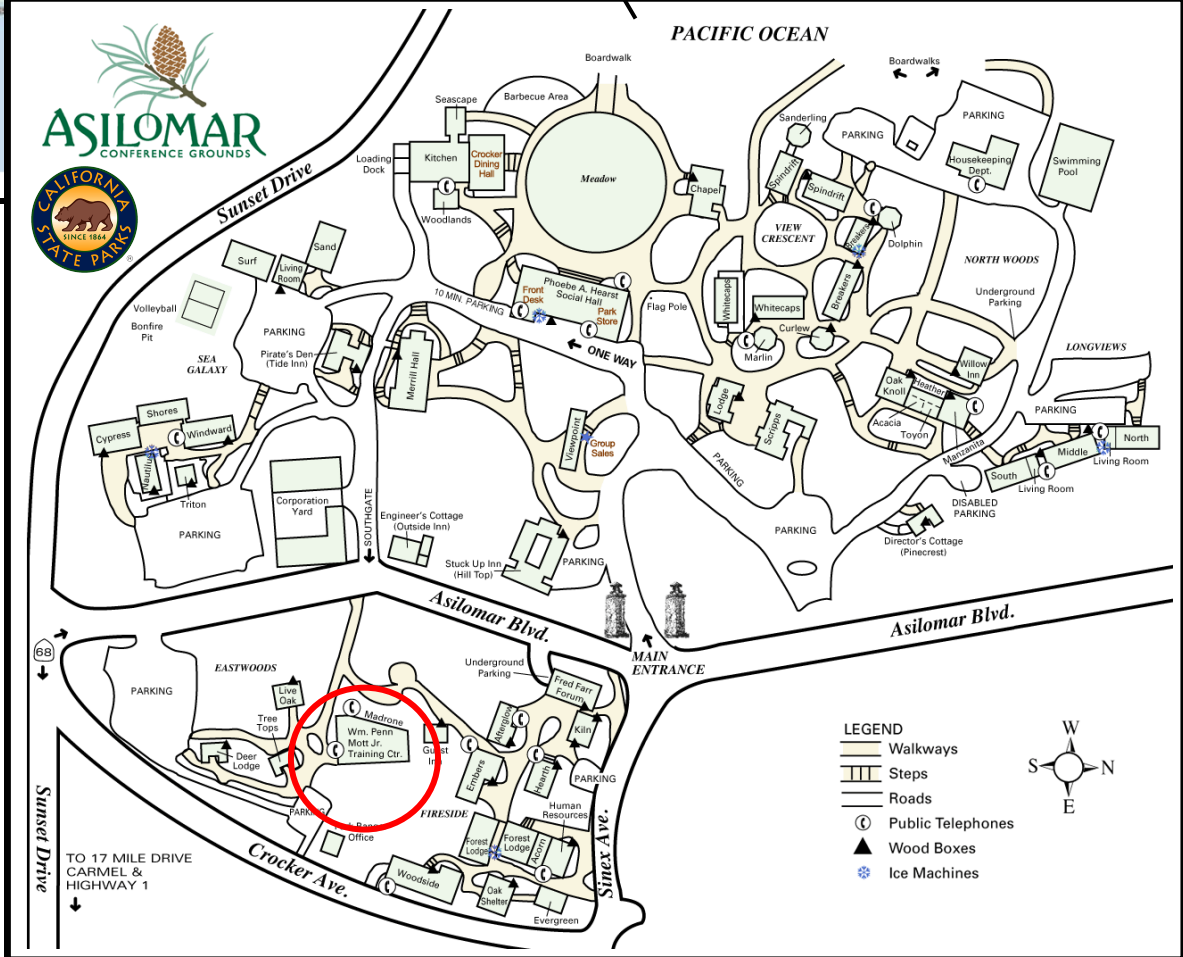 PACIFIC OCEAN
Boardwalk
Boardwalks
ASILOMAR
CONFERENCE GROUNDS
CALIFORNIA
STATE PARKS
SINCE 1864
®
Sunset Drive
Barbecue Area
Seascape
Loading
Dock
Kitchen
Crocker
Dining
Hall
Woodlands
Meadow
Chapel
Sanderling
Spindrift
Spindrift
PARKING
PARKING
Housekeeping
Dept.
Swimming
Pool
VIEW
CRESCENT
Breakers
Dolphin
Breakers
NORTH WOODS
Underground
Parking
Surf
Sand
Living
Room
Volleyball
Bonfire
Pit
PARKING
SEA
GALAXY
Pirate's Den
(Tide Inn)
Merrill Hall
10 MIN. PARKING
Front
Desk
Phoebe A. Hearst
Social Hall
Park
Store
ONE WAY
Flag Pole
Whitecaps
Whitecaps
Marlin
Curlew
LONGVIEWS
Willow
Inn
Oak
Knoll
Heather
Acacia
Toyon
Manzanita
PARKING
North
Middle
Living Room
South
Living Room
DISABLED
PARKING
Director's Cottage
(Pinecrest)
Lodge
Scripps
PARKING
PARKING
Viewpoint
Group
Sales
Shores
Cypress
Windward
Nautilus
Triton
PARKING
Corporation
Yard
SOUTHGATE
Engineer's Cottage
(Outside Inn)
Stuck Up Inn
(Hill Top)
PARKING
Asilomar Blvd.
Asilomar Blvd.
MAIN
ENTRANCE
68
PARKING
EASTWOODS
Live
Oak
Tree
Tops
Deer
Lodge
Madrone
Wm. Penn
Mott Jr.
Training Ctr.
Guest
Inn
PARKING
Office
Underground
Parking
Fred Farr
Forum
Afterglow
Kiln
Embers
Hearth
PARKING
FIRESIDE
Human
Resources
Forest
Lodge
Forest
Lodge
Acorn
Woodside
Oak
Shelter
Evergreen
Sinex Ave.
Crocker Ave.
Sunset Drive
TO 17 MILE DRIVE
CARMEL &
HIGHWAY 1
LEGEND
Walkways
Steps
Roads
Public Telephones
Wood Boxes
Ice Machines
W
S N
E